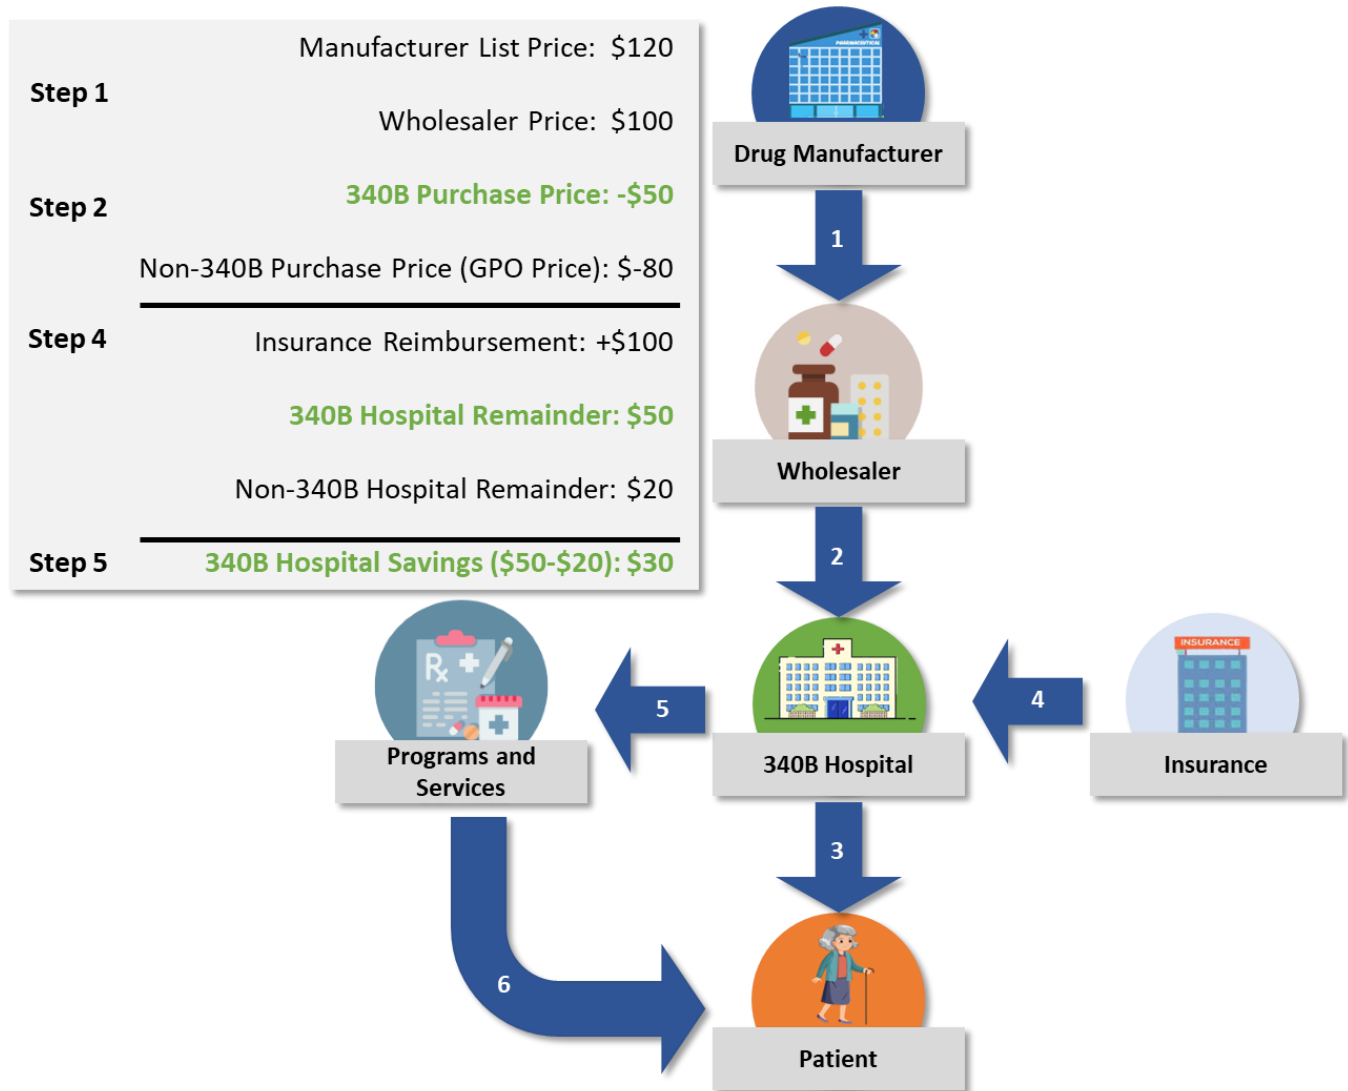 Manufacturer List Price: $120
Step 1
Wholesaler Price: $100
340B Purchase Price: -$50
Step 2
Non-340B Purchase Price (GPO Price): $-80
Step 4
Insurance Reimbursement: +$100
340B Hospital Remainder: $50
Non-340B Hospital Remainder: $20
Step 5
340B Hospital Savings ($50-$20): $30
PHARMACEUTICAL
Drug Manufacturer
1
Wholesaler
2
Rx
Programs and
Services
5
340B Hospital
4
INSURANCE
Insurance
3
6
Patient